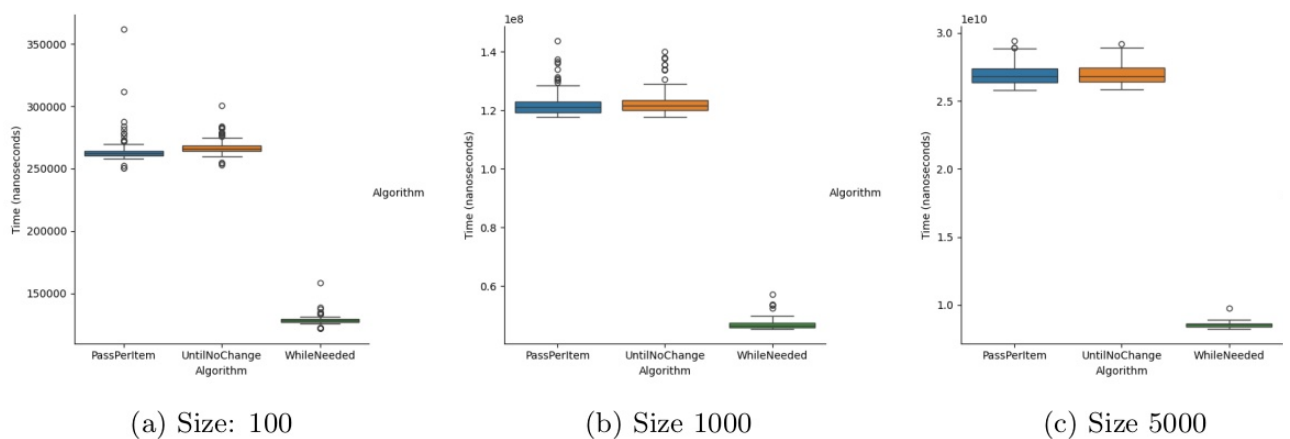 350000
300000
250000
200000
150000
Time (nanoseconds)
PassPerItem UntilNoChange WhileNeeded
Algorithm
Algorithm
(a) Size: 100
1e8
1.4
1.2
1.0
0.8
0.6
Time (nanoseconds)
PassPerItem UntilNoChange WhileNeeded
Algorithm
Algorithm
(b) Size 1000
1e10
3.0
2.5
2.0
1.5
1.0
Time (nanoseconds)
PassPerItem UntilNoChange WhileNeeded
Algorithm
(c) Size 5000